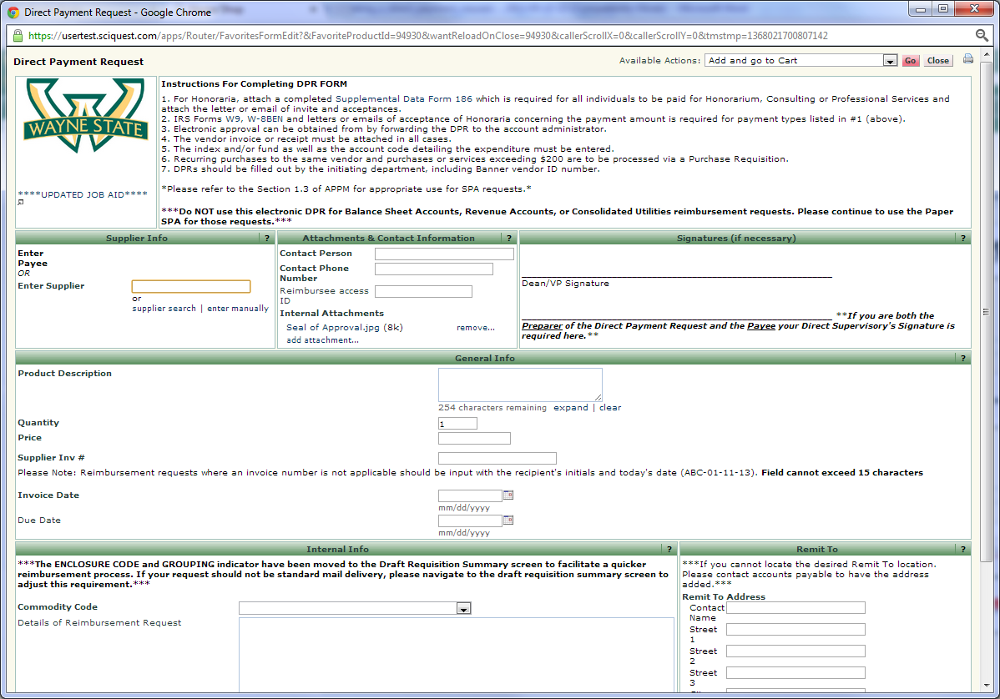 Direct Payment Request - Google Chrome
https://usertest.sciquest.com/apps/Router/FavoritesFormEdit?&FavoriteProductId=94930&wantReloadOnClose=94930&callerScrollX=0&callerScrollY=0&tmstmp=1368021700807142
Direct Payment Request
Available Actions: Add and go to Cart Go Close
WAYNE STATE
****UPDATED JOB AID****
Instructions For Completing DPR FORM
1. For Honoraria, attach a completed Supplemental Data Form 186 which is required for all individuals to be paid for Honorarium, Consulting or Professional Services and
attach the letter or email of invite and acceptances.
2. IRS Forms W9, W-8BEN and letters or emails of acceptance of Honoraria concerning the payment amount is required for payment types listed in #1 (above).
3. Electronic approval can be obtained from by forwarding the DPR to the account administrator.
4. The vendor invoice or receipt must be attached in all cases.
5. The index and/or fund as well as the account code detailing the expenditure must be entered.
6. Recurring purchases to the same vendor and purchases or services exceeding $200 are to be processed via a Purchase Requisition.
7. DPRs should be filled out by the initiating department, including Banner vendor ID number.
*Please refer to the Section 1.3 of APPM for appropriate use for SPA requests.*
***Do NOT use this electronic DPR for Balance Sheet Accounts, Revenue Accounts, or Consolidated Utilities reimbursement requests. Please continue to use the Paper
SPA for those requests.***
Supplier Info ?
Enter
Payee
OR
Enter Supplier
or
supplier search | enter manually
Attachments & Contact Information ?
Contact Person
Contact Phone
Number
Reimbursee access
ID
Internal Attachments
Seal of Approval.jpg (8k) remove...
add attachment...
Signatures (if necessary) ?
Dean/VP Signature
**If you are both the
Preparer of the Direct Payment Request and the Payee your Direct Supervisory's Signature is
required here.**
General Info ?
Product Description
254 characters remaining expand | clear
Quantity 1
Price
Supplier Inv #
Please Note: Reimbursement requests where an invoice number is not applicable should be input with the recipient's initials and today's date (ABC-01-11-13). Field cannot exceed 15 characters
Invoice Date
mm/dd/yyyy
Due Date
mm/dd/yyyy
Internal Info ?
***The ENCLOSURE CODE and GROUPING indicator have been moved to the Draft Requisition Summary screen to facilitate a quicker
reimbursement process. If your request should not be standard mail delivery, please navigate to the draft requisition summary screen to
adjust this requirement.***
Commodity Code
Details of Reimbursement Request
Remit To ?
***If you cannot locate the desired Remit To location.
Please contact accounts payable to have the address
added.***
Remit To Address
Contact
Name
Street
1
Street
2
Street
3